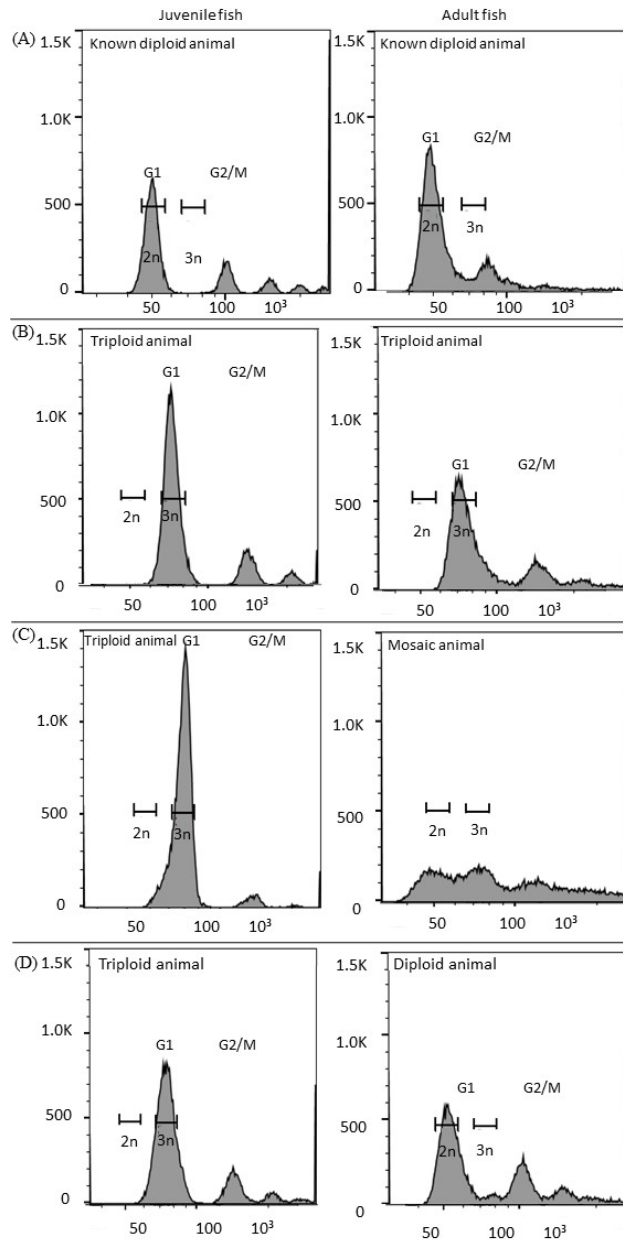 Juvenile fish Adult fish
(A) 1.5K Known diploid animal 1.5K Known diploid animal
1.0K 1.0K
G1 G2/M G1 G2/M
500 500
2n 3n 2n 3n
0 0
50 100 10³ 50 100 10³
(B) 1.5K Triploid animal 1.5K Triploid animal
G1 G2/M
1.0K 1.0K
G1 G2/M
500 500
2n 3n 2n 3n
0 0
50 100 10³ 50 100 10³
(C) 1.5K Triploid animal G1 G2/M 1.5K Mosaic animal
1.0K 1.0K
500 500
2n 3n 2n 3n
0 0
50 100 10³ 50 100 10³
(D) 1.5K Triploid animal 1.5K Diploid animal
1.0K 1.0K
G1 G2/M G1 G2/M
500 500
2n 3n 2n 3n
0 0
50 100 10³ 50 100 10³